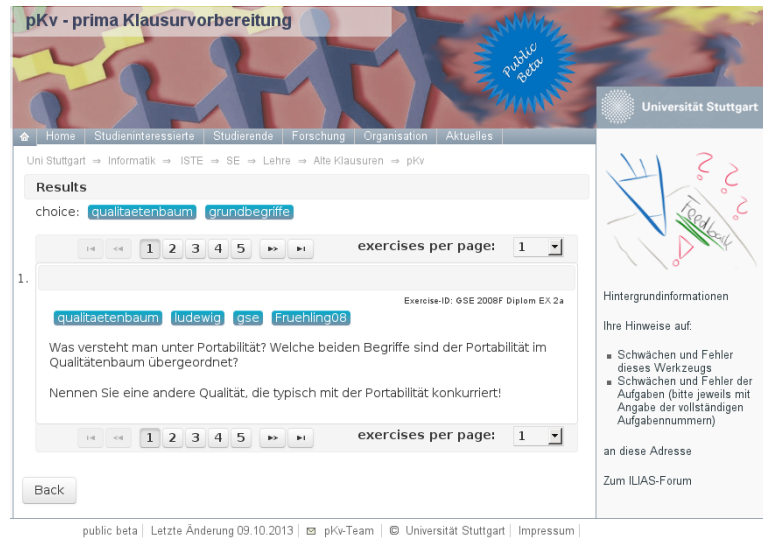 pKv - prima Klausurvorbereitung
Public Beta
Universität Stuttgart
Home Studieninteressierte Studierende Forschung Organisation Aktuelles
Uni Stuttgart ⇒ Informatik ⇒ ISTE ⇒ SE ⇒ Lehre ⇒ Alte Klausuren ⇒ pKv
Results
choice: qualitaetenbaum grundbegriffe
1 2 3 4 5 exercises per page: 1
1.
Exercise-ID: GSE 2008F Diplom EX 2a
qualitaetenbaum ludewig gse Fruehling08
Was versteht man unter Portabilität? Welche beiden Begriffe sind der Portabilität im
Qualitätenbaum übergeordnet?
Nennen Sie eine andere Qualität, die typisch mit der Portabilität konkurriert!
1 2 3 4 5 exercises per page: 1
Back
? ? ?
Feedback
?
Hintergrundinformationen
Ihre Hinweise auf:
Schwächen und Fehler
dieses Werkzeugs
Schwächen und Fehler der
Aufgaben (bitte jeweils mit
Angabe der vollständigen
Aufgabennummern)
an diese Adresse
Zum ILIAS-Forum
public beta | Letzte Änderung 09.10.2013 | pKv-Team | © Universität Stuttgart | Impressum |